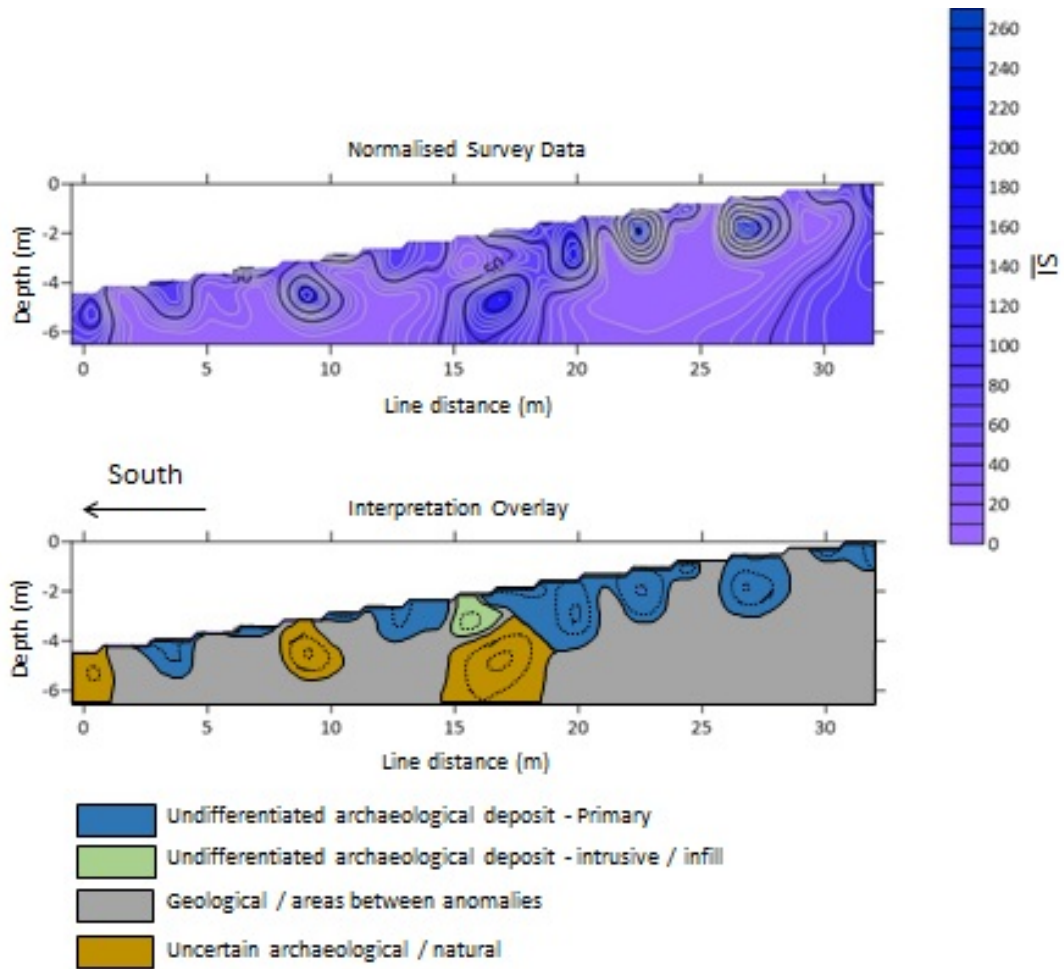 Normalised Survey Data
0
-2
-4
-6
Depth (m)
0 5 10 15 20 25 30
Line distance (m)
50
50
260
240
220
200
180
160
140
120
100
80
60
40
20
0
IS
South
Interpretation Overlay
0
-2
-4
-6
Depth (m)
0 5 10 15 20 25 30
Line distance (m)
Undifferentiated archaeological deposit - Primary
Undifferentiated archaeological deposit - intrusive / infill
Geological / areas between anomalies
Uncertain archaeological / natural